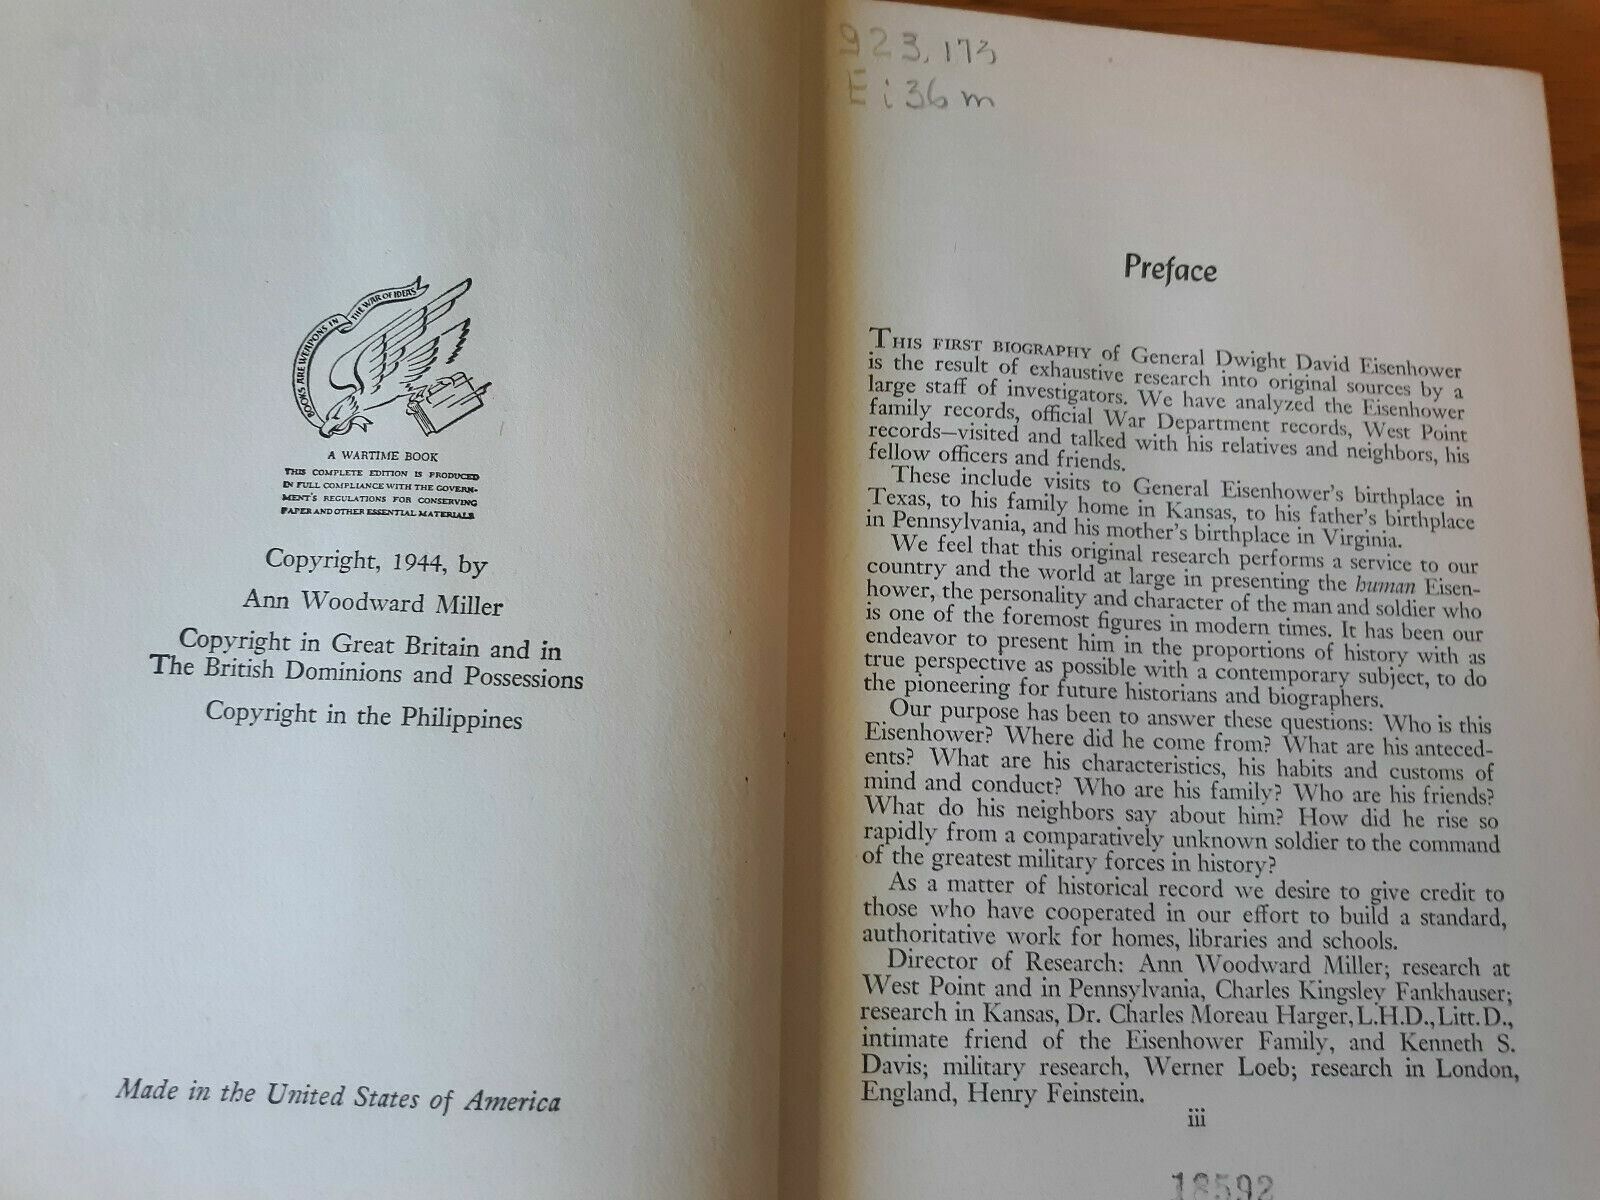 BOOKS ARE WEAPONS IN THE WAR OF IDEAS
A WARTIME BOOK
THIS COMPLETE EDITION IS PRODUCED
IN FULL COMPLIANCE WITH THE GOVERN-
MENT'S REGULATIONS FOR CONSERVING
PAPER AND OTHER ESSENTIAL MATERIALS
Copyright, 1944, by
Ann Woodward Miller
Copyright in Great Britain and in
The British Dominions and Possessions
Copyright in the Philippines
Made in the United States of America
923.173
Ei36m
Preface
THIS FIRST BIOGRAPHY of General Dwight David Eisenhower
is the result of exhaustive research into original sources by a
large staff of investigators. We have analyzed the Eisenhower
family records, official War Department records, West Point
records—visited and talked with his relatives and neighbors, his
fellow officers and friends.
These include visits to General Eisenhower's birthplace in
Texas, to his family home in Kansas, to his father's birthplace
in Pennsylvania, and his mother's birthplace in Virginia.
We feel that this original research performs a service to our
country and the world at large in presenting the human Eisen-
hower, the personality and character of the man and soldier who
is one of the foremost figures in modern times. It has been our
endeavor to present him in the proportions of history with as
true perspective as possible with a contemporary subject, to do
the pioneering for future historians and biographers.
Our purpose has been to answer these questions: Who is this
Eisenhower? Where did he come from? What are his anteced-
ents? What are his characteristics, his habits and customs of
mind and conduct? Who are his family? Who are his friends?
What do his neighbors say about him? How did he rise so
rapidly from a comparatively unknown soldier to the command
of the greatest military forces in history?
As a matter of historical record we desire to give credit to
those who have cooperated in our effort to build a standard,
authoritative work for homes, libraries and schools.
Director of Research: Ann Woodward Miller; research at
West Point and in Pennsylvania, Charles Kingsley Fankhauser;
research in Kansas, Dr. Charles Moreau Harger, L.H.D., Litt.D.,
intimate friend of the Eisenhower Family, and Kenneth S.
Davis; military research, Werner Loeb; research in London,
England, Henry Feinstein.
iii
18592